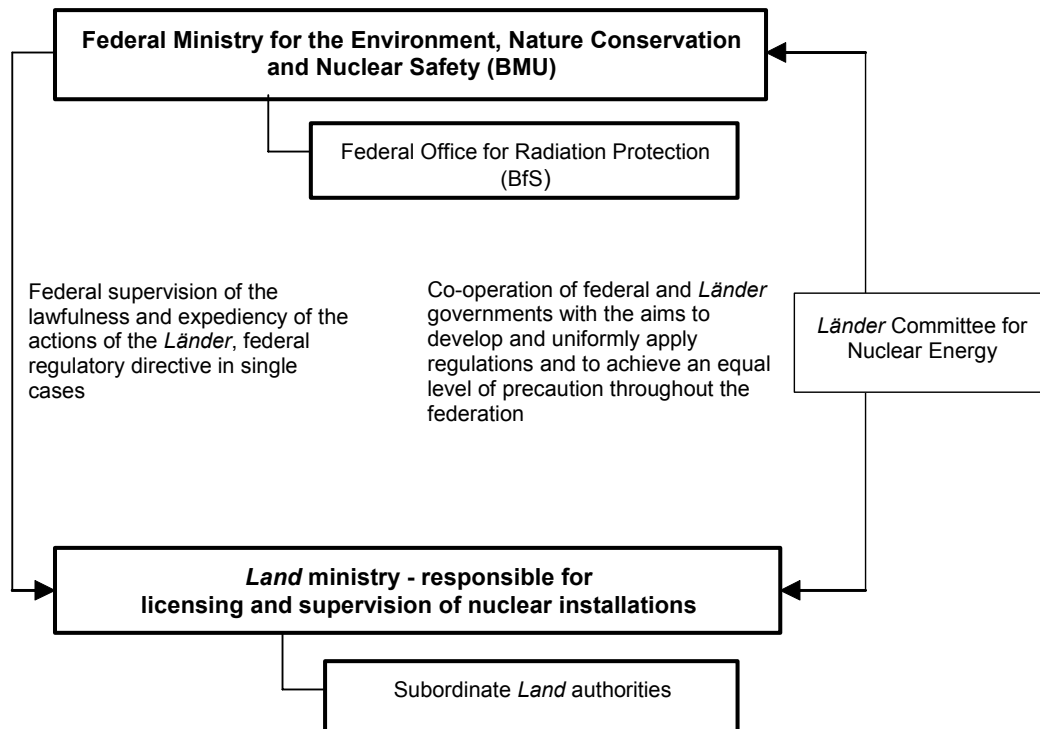 Federal Ministry for the Environment, Nature Conservation
and Nuclear Safety (BMU)
Federal Office for Radiation Protection
(BfS)
Federal supervision of the
lawfulness and expediency of the
actions of the Länder, federal
regulatory directive in single
cases
Co-operation of federal and Länder
governments with the aims to
develop and uniformly apply
regulations and to achieve an equal
level of precaution throughout the
federation
Länder Committee for
Nuclear Energy
Land ministry - responsible for
licensing and supervision of nuclear installations
Subordinate Land authorities